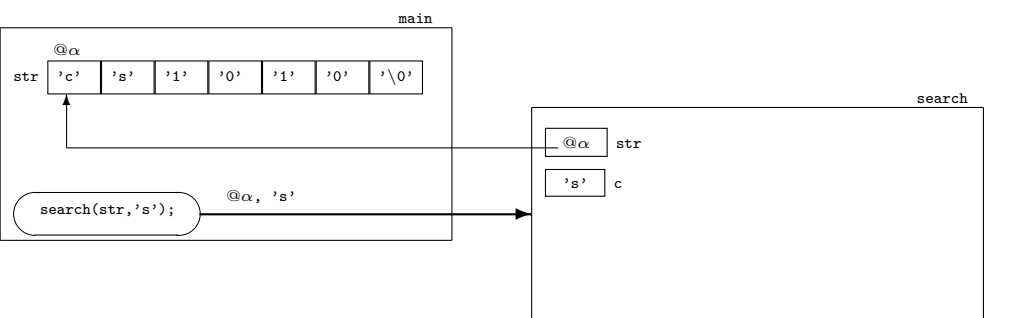 main
@α
str 'c' 's' '1' '0' '1' '0' '\0'
search
@α str
's' c
@α, 's'
search(str,'s');